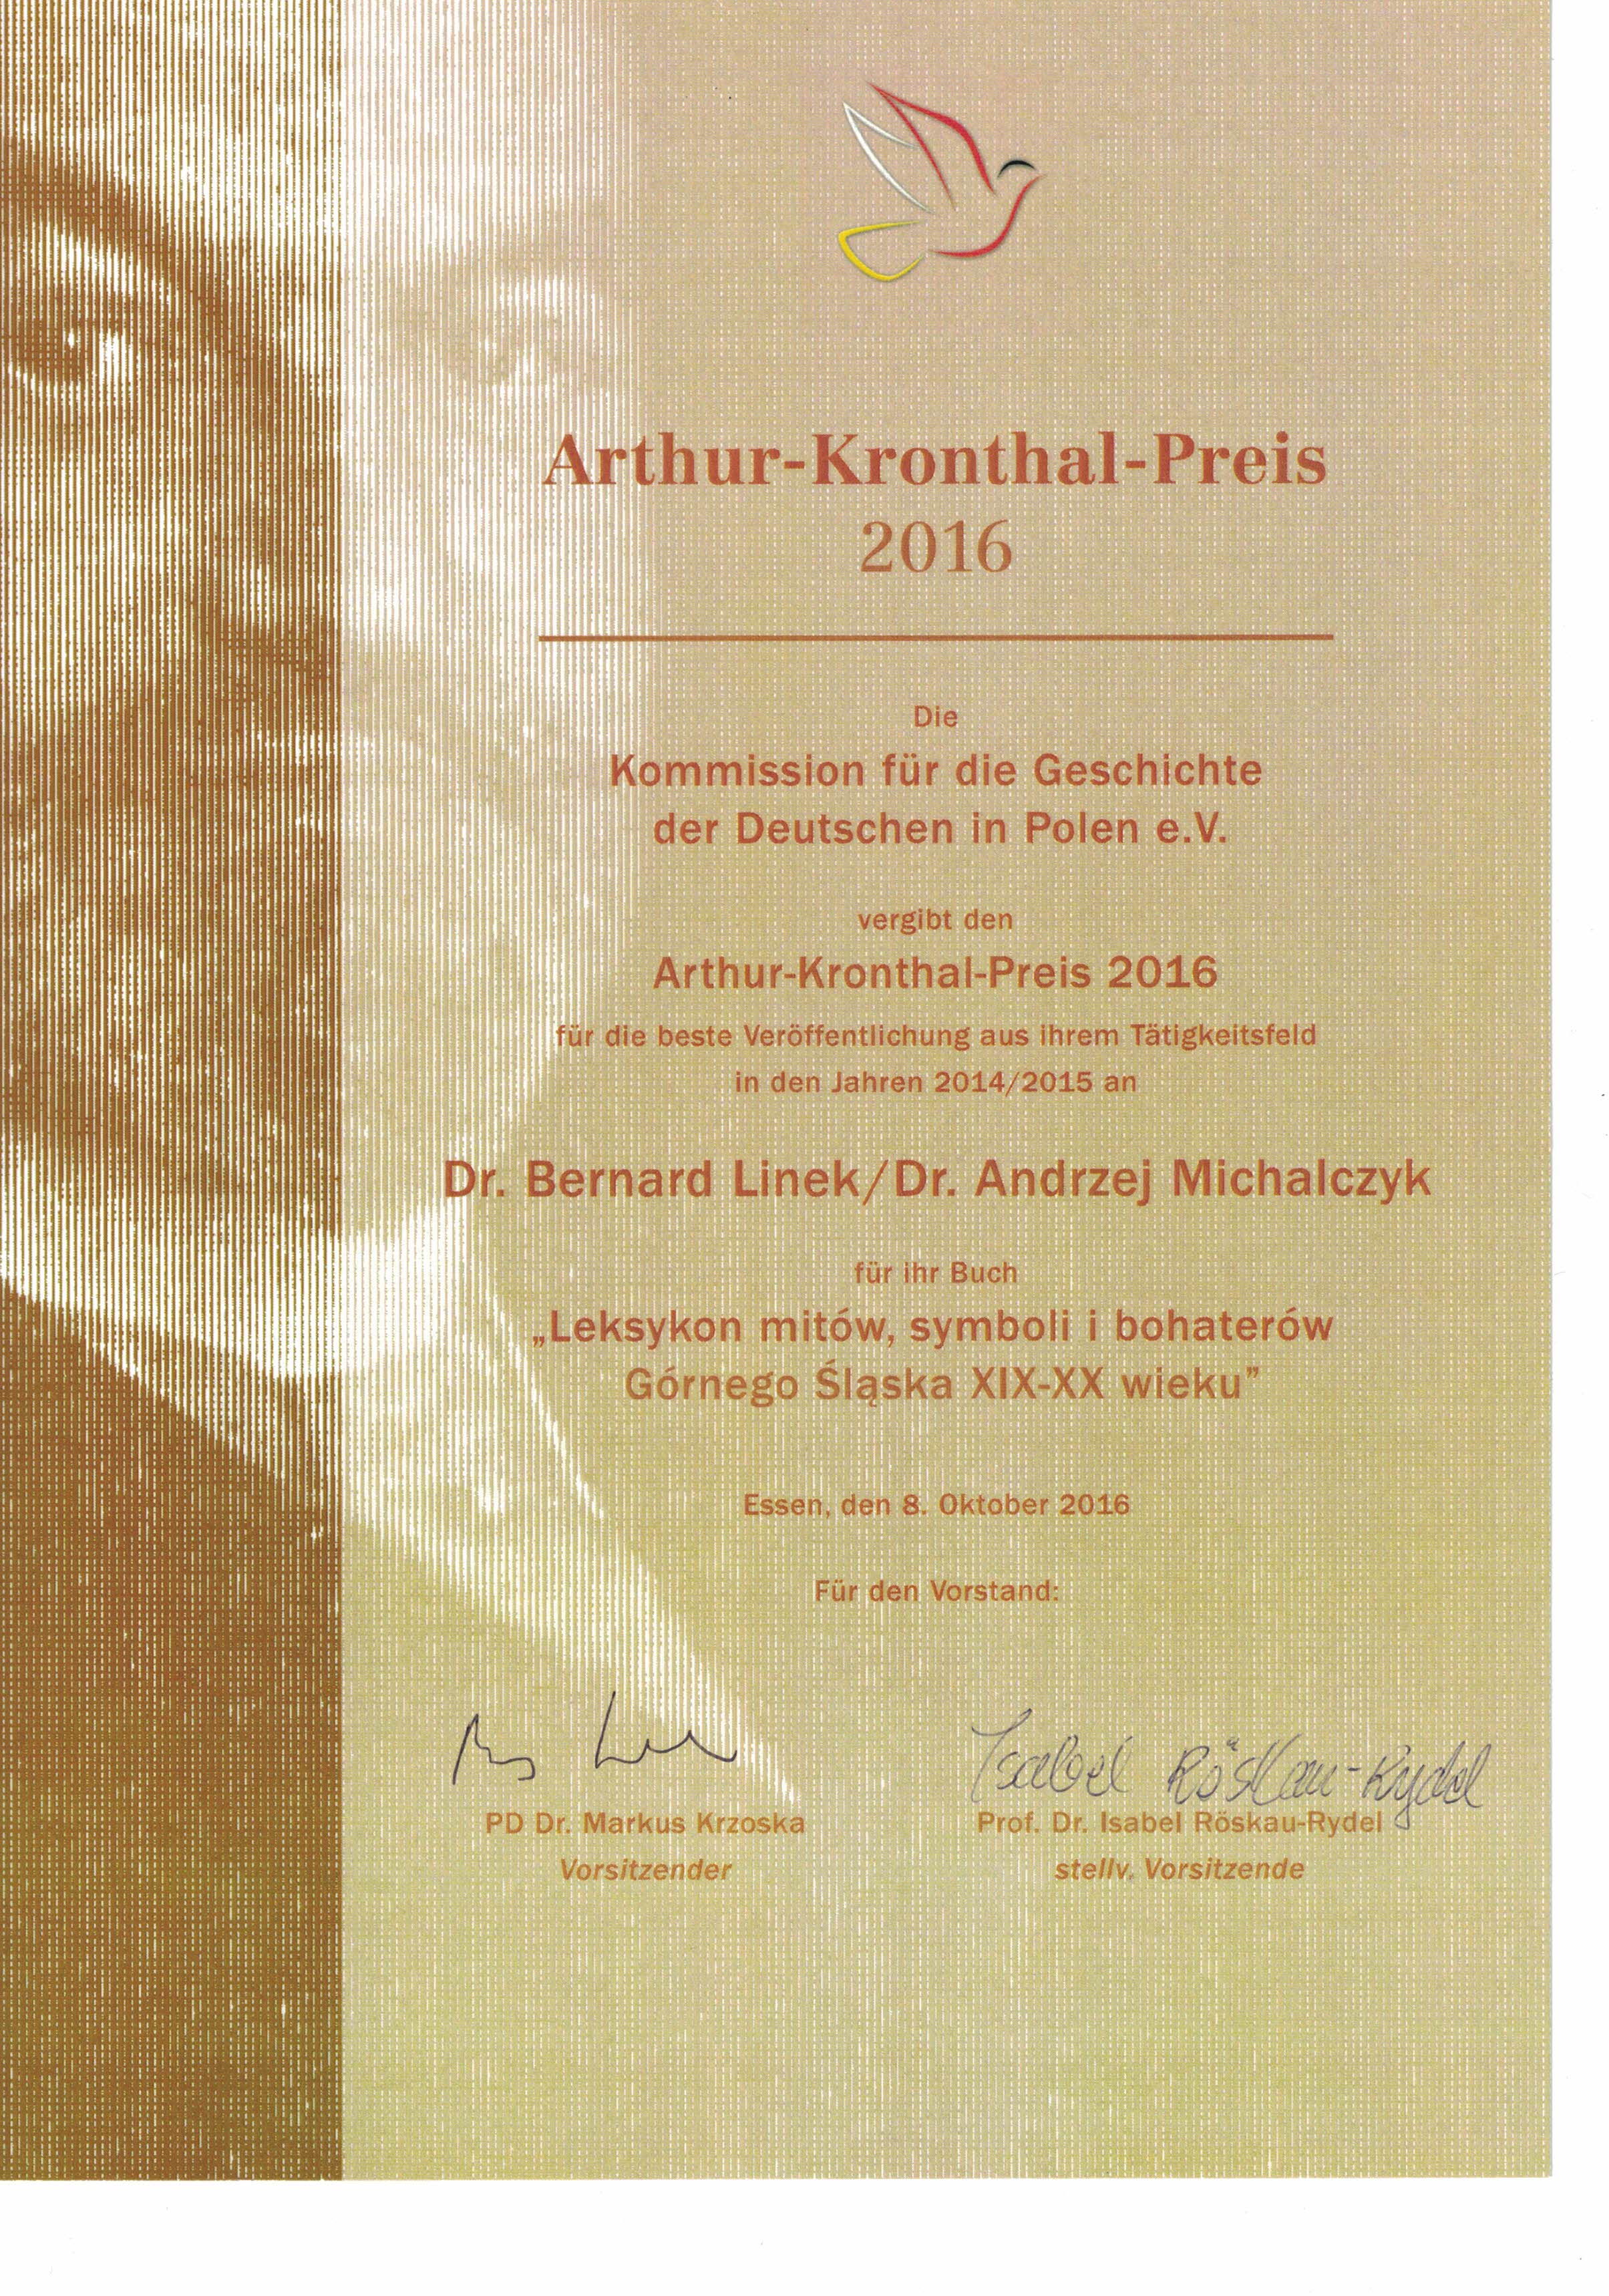 Arthur-Kronthal-Preis
2016
Die
Kommission für die Geschichte
der Deutschen in Polen e.V.
vergibt den
Arthur-Kronthal-Preis 2016
für die beste Veröffentlichung aus ihrem Tätigkeitsfeld
in den Jahren 2014/2015 an
Dr. Bernard Linek/Dr. Andrzej Michalczyk
für ihr Buch
„Leksykon mitów, symboli i bohaterów
Górnego Śląska XIX-XX wieku”
Essen, den 8. Oktober 2016
Für den Vorstand:
Isabel Röskau-Rydel
PD Dr. Markus Krzoska
Prof. Dr. Isabel Röskau-Rydel
Vorsitzender
stellv. Vorsitzende